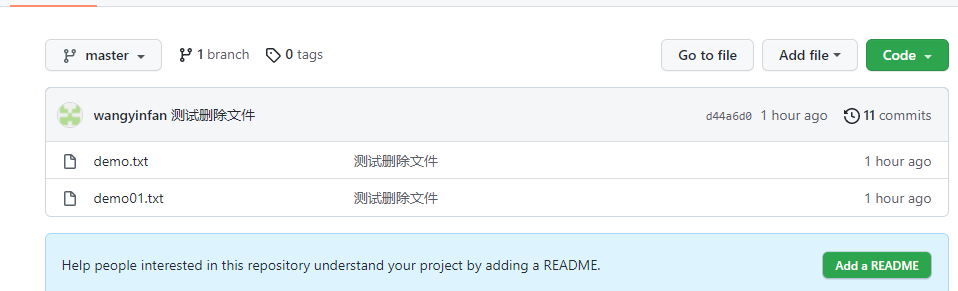 master 1 branch 0 tags Go to file Add file Code
wangyinfan 测试删除文件 d44a6d0 1 hour ago 11 commits
demo.txt 测试删除文件 1 hour ago
demo01.txt 测试删除文件 1 hour ago
Help people interested in this repository understand your project by adding a README. Add a README